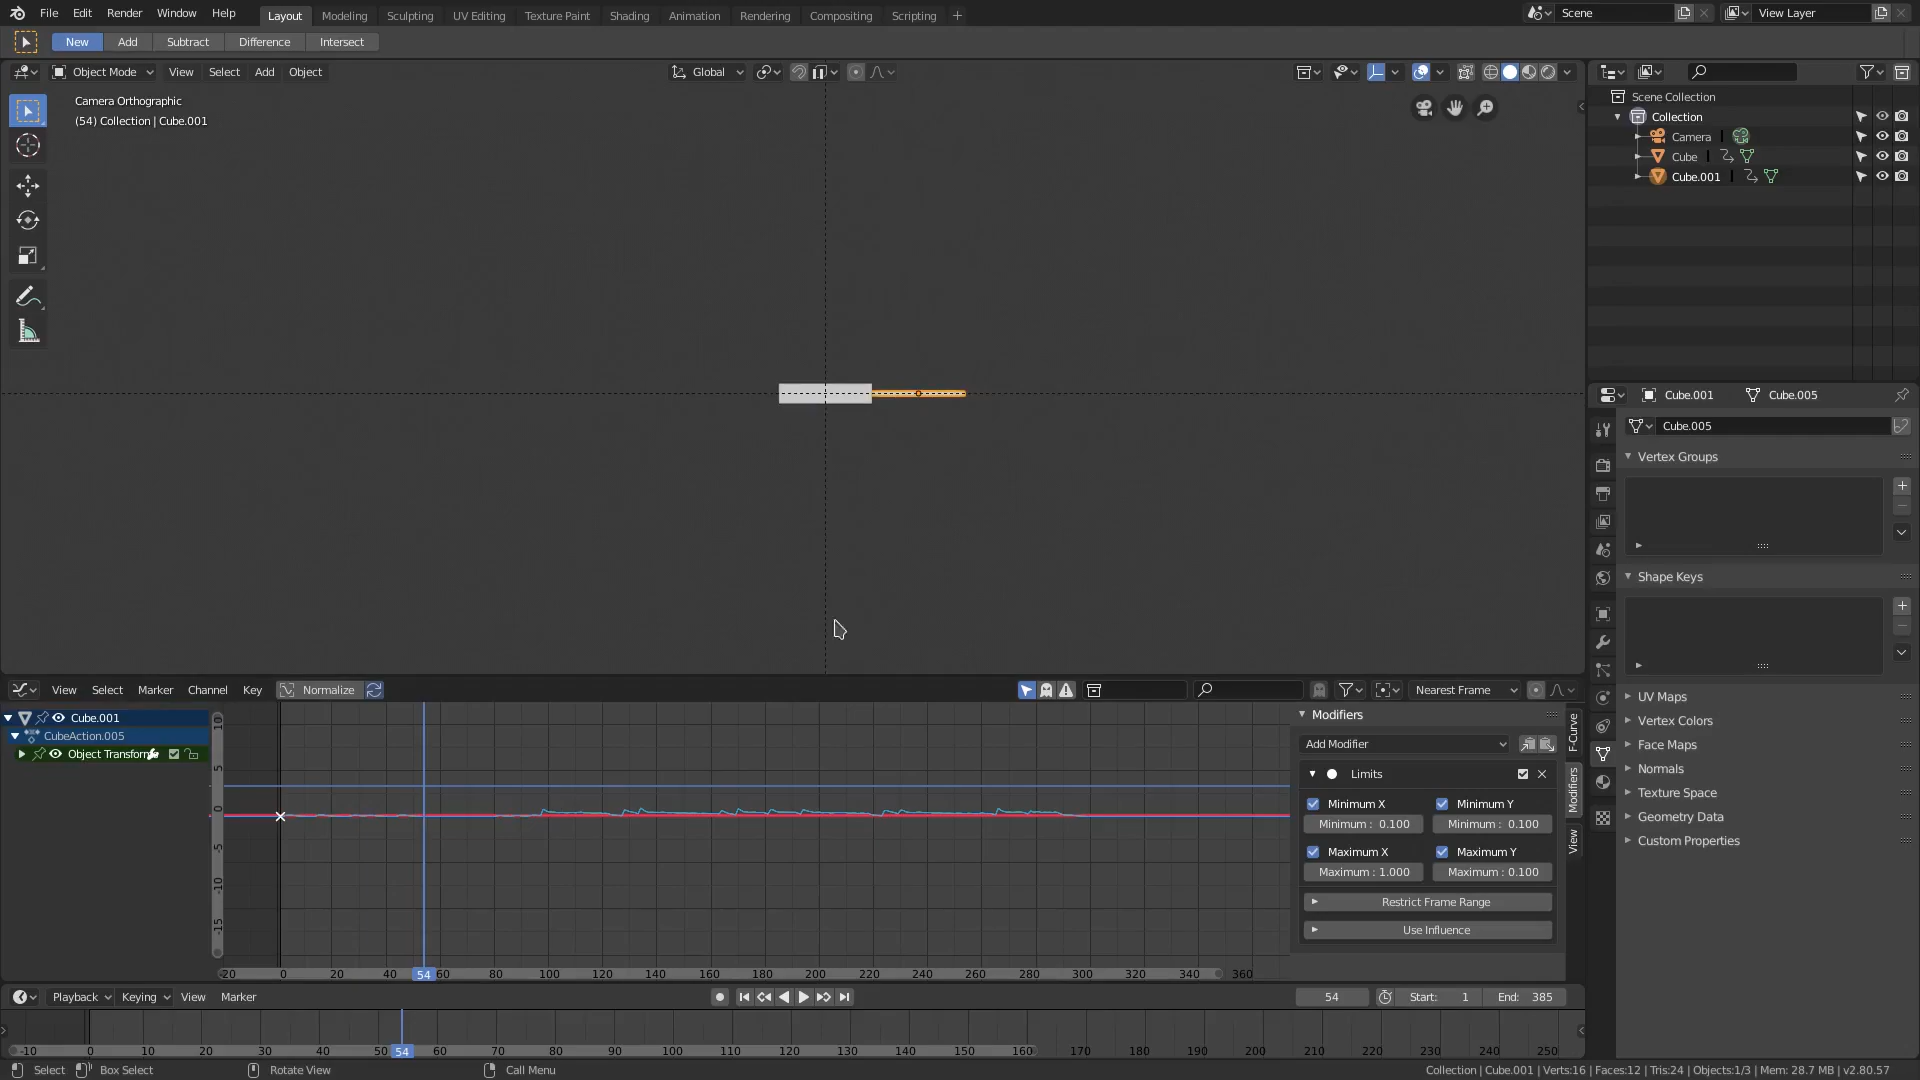 File Edit Render Window Help Layout Modeling Sculpting UV Editing Texture Paint Shading Animation Rendering Compositing Scripting + Scene View Layer
New Add Subtract Difference Intersect
Object Mode View Select Add Object Global
Camera Orthographic
(54) Collection | Cube.001
Scene Collection
Collection
Camera
Cube
Cube.001
Cube.001 Cube.005
Cube.005
Vertex Groups
Shape Keys
UV Maps
Vertex Colors
Face Maps
Normals
Texture Space
Geometry Data
Custom Properties
View Select Marker Channel Key Normalize Nearest Frame
Cube.001
CubeAction.005
Object Transform
10
5
0
-5
-10
-15
-20 0 20 40 54 60 80 100 120 140 160 180 200 220 240 260 280 300 320 340 360
Modifiers
Add Modifier
Limits
Minimum X Minimum Y
Minimum : 0.100 Minimum : 0.100
Maximum X Maximum Y
Maximum : 1.000 Maximum : 0.100
Restrict Frame Range
Use Influence
F-Curve
Modifiers
View
Playback Keying View Marker 54 Start: 1 End: 385
-10 0 10 20 30 40 50 54 60 70 80 90 100 110 120 130 140 150 160 170 180 190 200 210 220 230 240 250
Select Box Select Rotate View Call Menu Collection | Cube.001 | Verts:16 | Faces:12 | Tris:24 | Objects:1/3 | Mem: 28.7 MB | v2.80.57